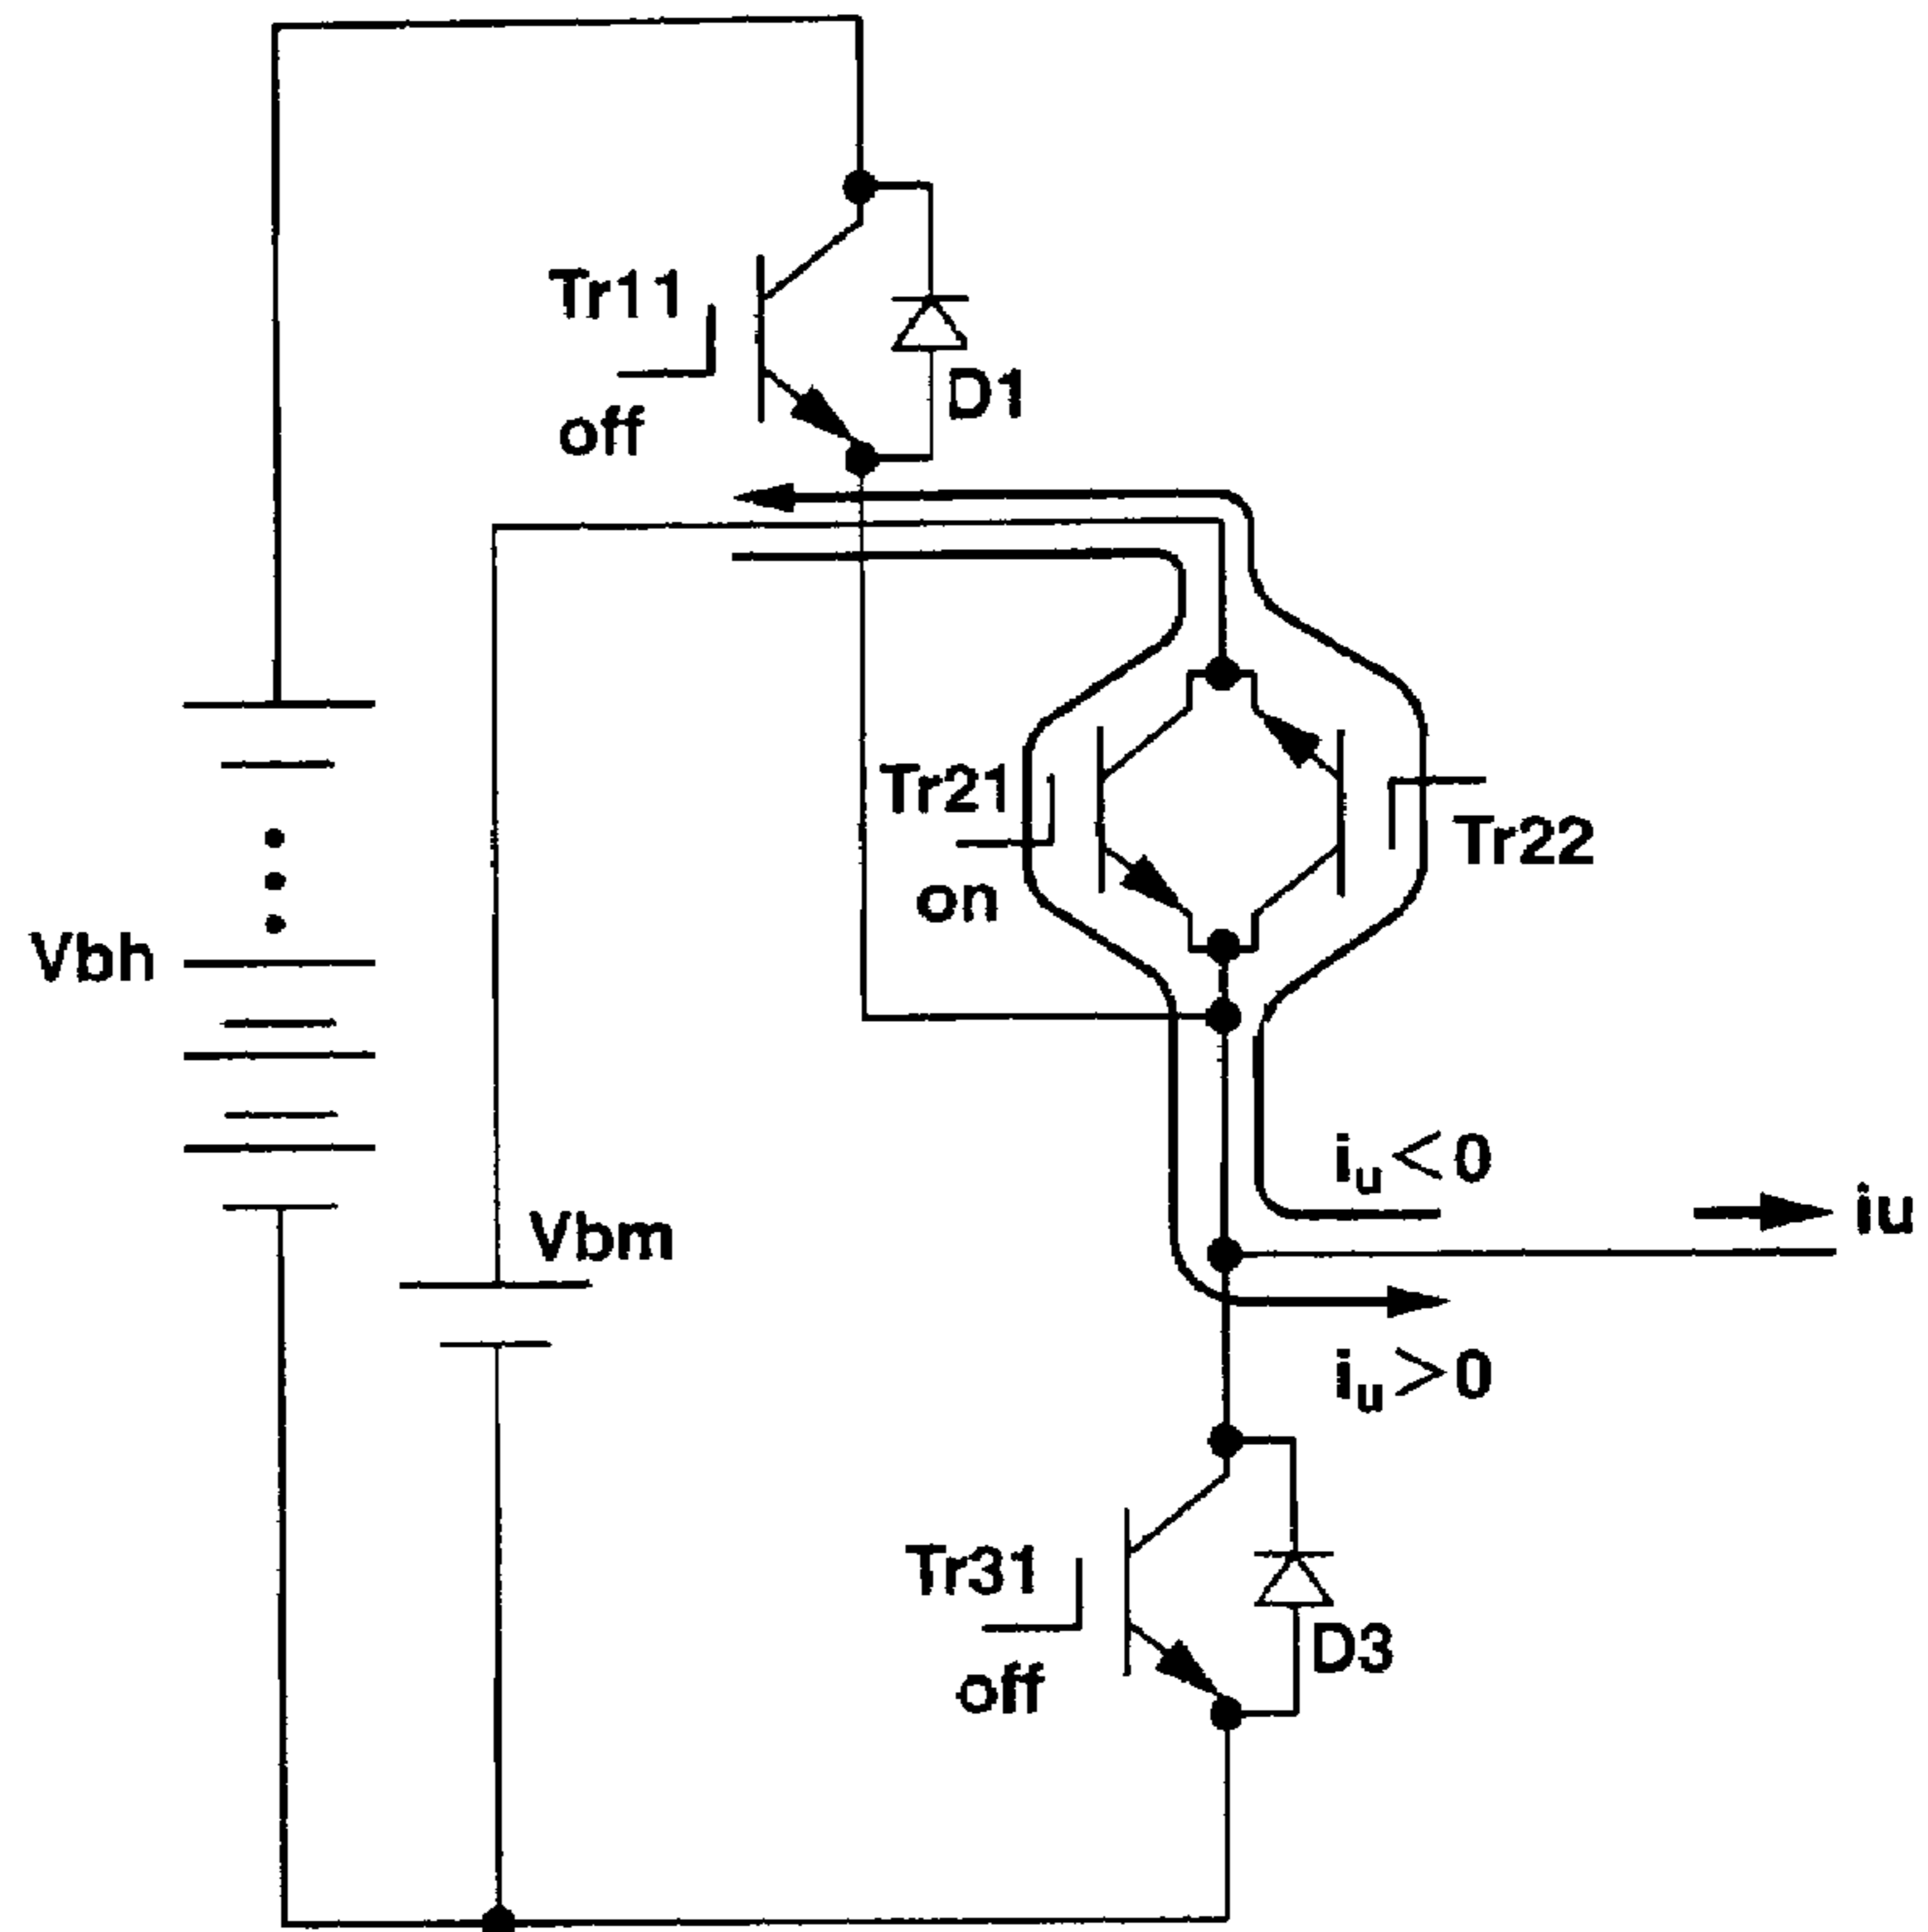 Tr11
off
D1
Tr21
on
Tr22
Vbh
iu<0
iu
Vbm
iu>0
Tr31
off
D3